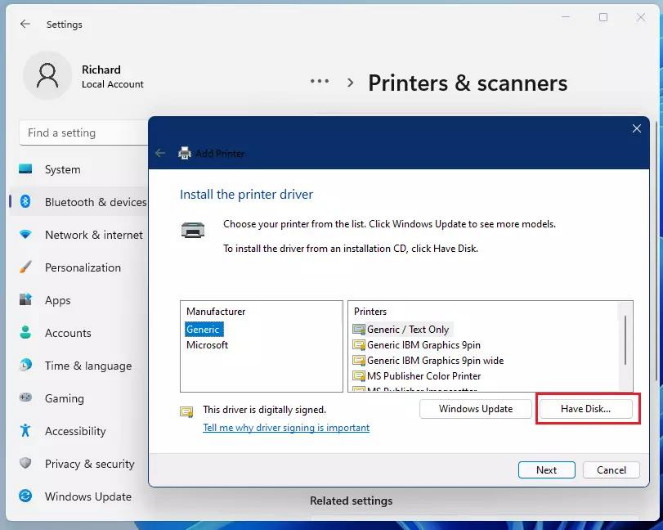 Settings
Richard
Local Account
Printers & scanners
Find a setting
System
Bluetooth & devices
Network & internet
Personalization
Apps
Accounts
Time & language
Gaming
Accessibility
Privacy & security
Windows Update
Add Printer
Install the printer driver
Choose your printer from the list. Click Windows Update to see more models.
To install the driver from an installation CD, click Have Disk.
Manufacturer
Generic
Microsoft
Printers
Generic / Text Only
Generic IBM Graphics 9pin
Generic IBM Graphics 9pin wide
MS Publisher Color Printer
MS Publisher Imagesetter
This driver is digitally signed.
Tell me why driver signing is important
Windows Update
Have Disk...
Next
Cancel
Related settings